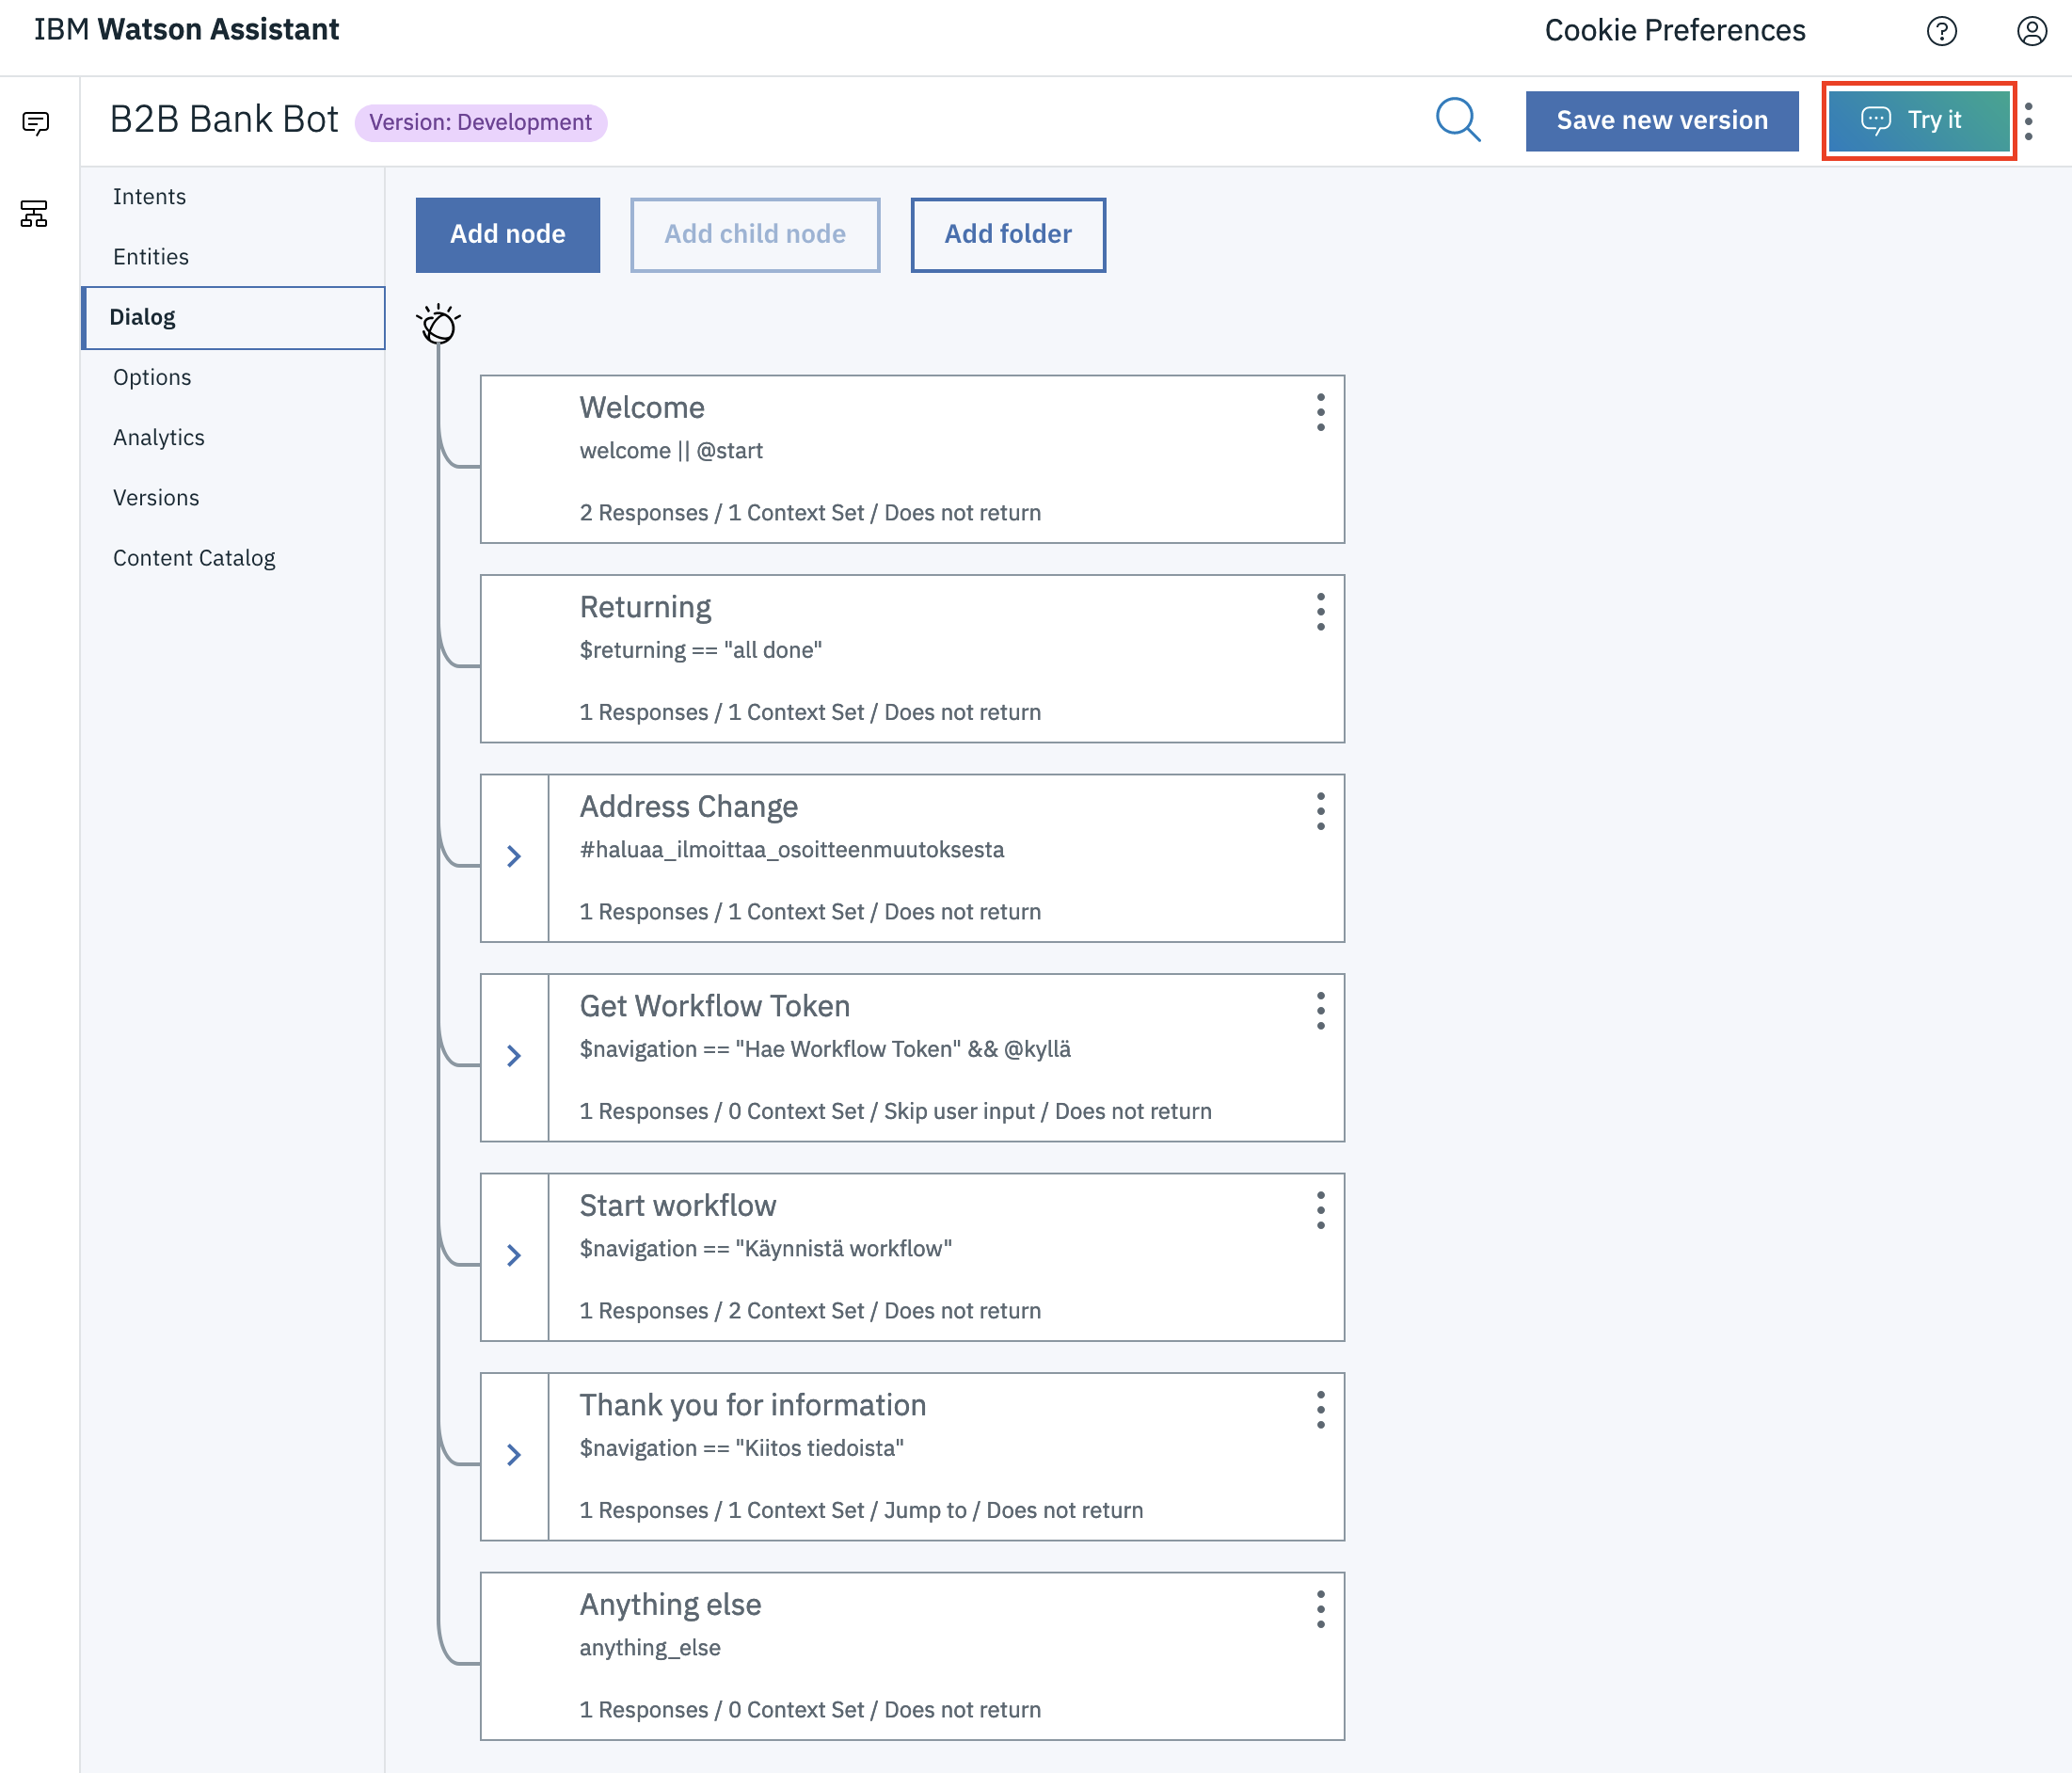 IBM Watson Assistant
Cookie Preferences
B2B Bank Bot
Version: Development
Save new version
Try it
Intents
Entities
Dialog
Options
Analytics
Versions
Content Catalog
Add node
Add child node
Add folder
Welcome
welcome || @start
2 Responses / 1 Context Set / Does not return
Returning
$returning == "all done"
1 Responses / 1 Context Set / Does not return
Address Change
#haluaa_ilmoittaa_osoitteenmuutoksesta
1 Responses / 1 Context Set / Does not return
Get Workflow Token
$navigation == "Hae Workflow Token" && @kyllä
1 Responses / 0 Context Set / Skip user input / Does not return
Start workflow
$navigation == "Käynnistä workflow"
1 Responses / 2 Context Set / Does not return
Thank you for information
$navigation == "Kiitos tiedoista"
1 Responses / 1 Context Set / Jump to / Does not return
Anything else
anything_else
1 Responses / 0 Context Set / Does not return